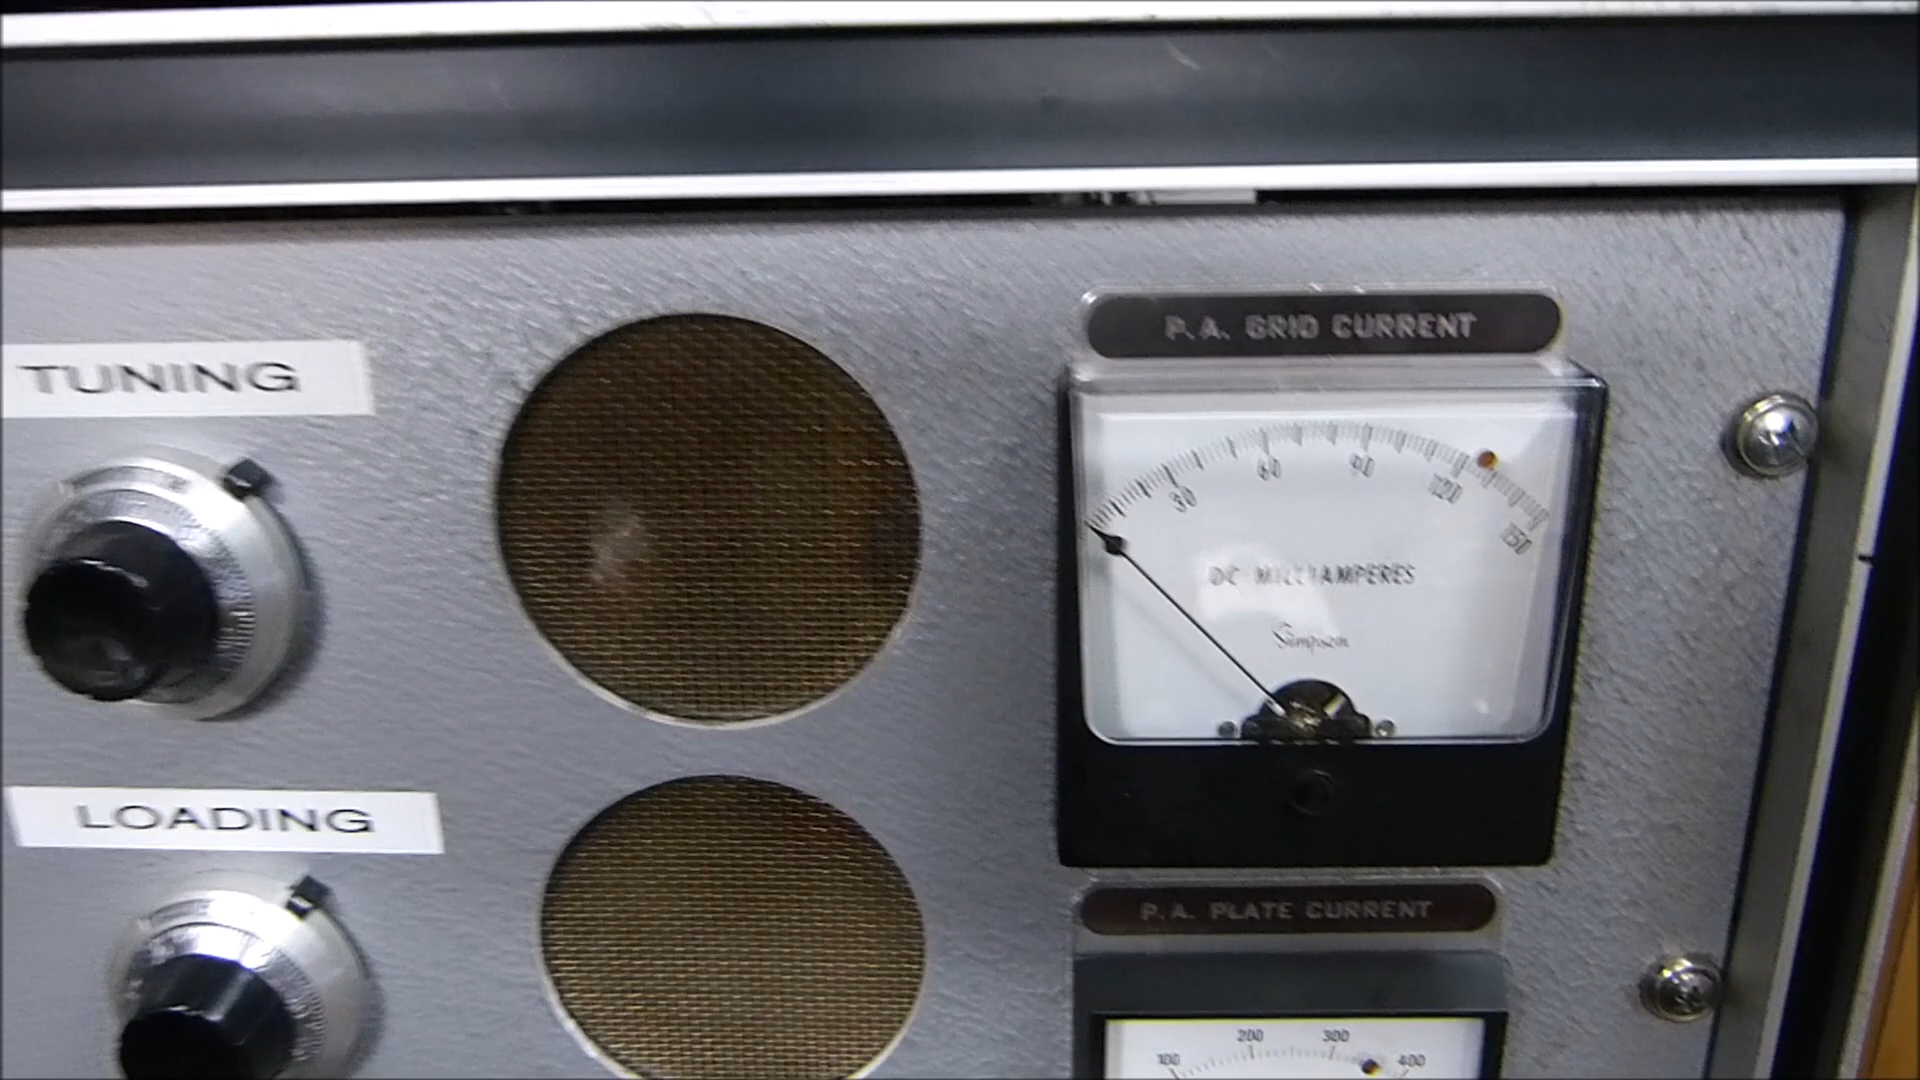 TUNING
LOADING
P.A. GRID CURRENT
30 60 90 120 150
DC MILLIAMPERES
Simpson
P.A. PLATE CURRENT
100 200 300 400